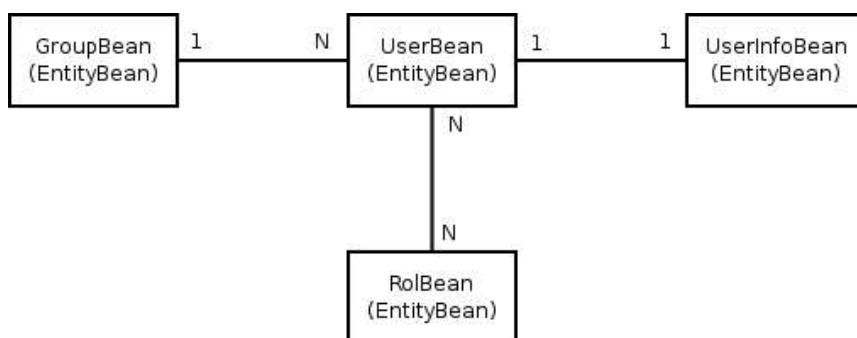 GroupBean
(EntityBean)
1
N
UserBean
(EntityBean)
1
1
UserInfoBean
(EntityBean)
N
N
RolBean
(EntityBean)